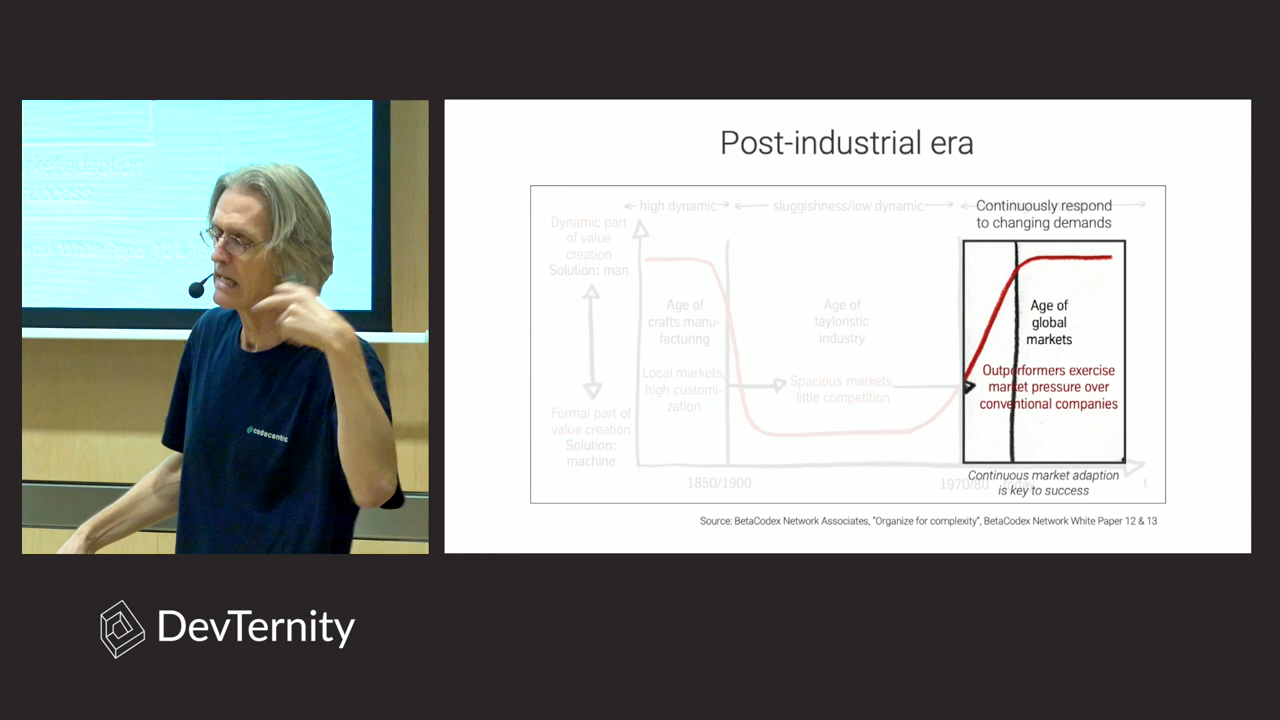 Post-industrial era
high dynamic
sluggishness/low dynamic
Continuously respond
to changing demands
Dynamic part
of value
creation
Solution: man
Age of
crafts manu-
facturing
Age of
tayloristic
industry
Age of
global
markets
Local markets,
high customi-
zation
Spacious markets,
little competition
Outperformers exercise
market pressure over
conventional companies
Formal part of
value creation
Solution:
machine
1850/1900
1970/80
t
Continuous market adaption
is key to success
Source: BetaCodex Network Associates, "Organize for complexity", BetaCodex Network White Paper 12 & 13
codecentric
DevTernity